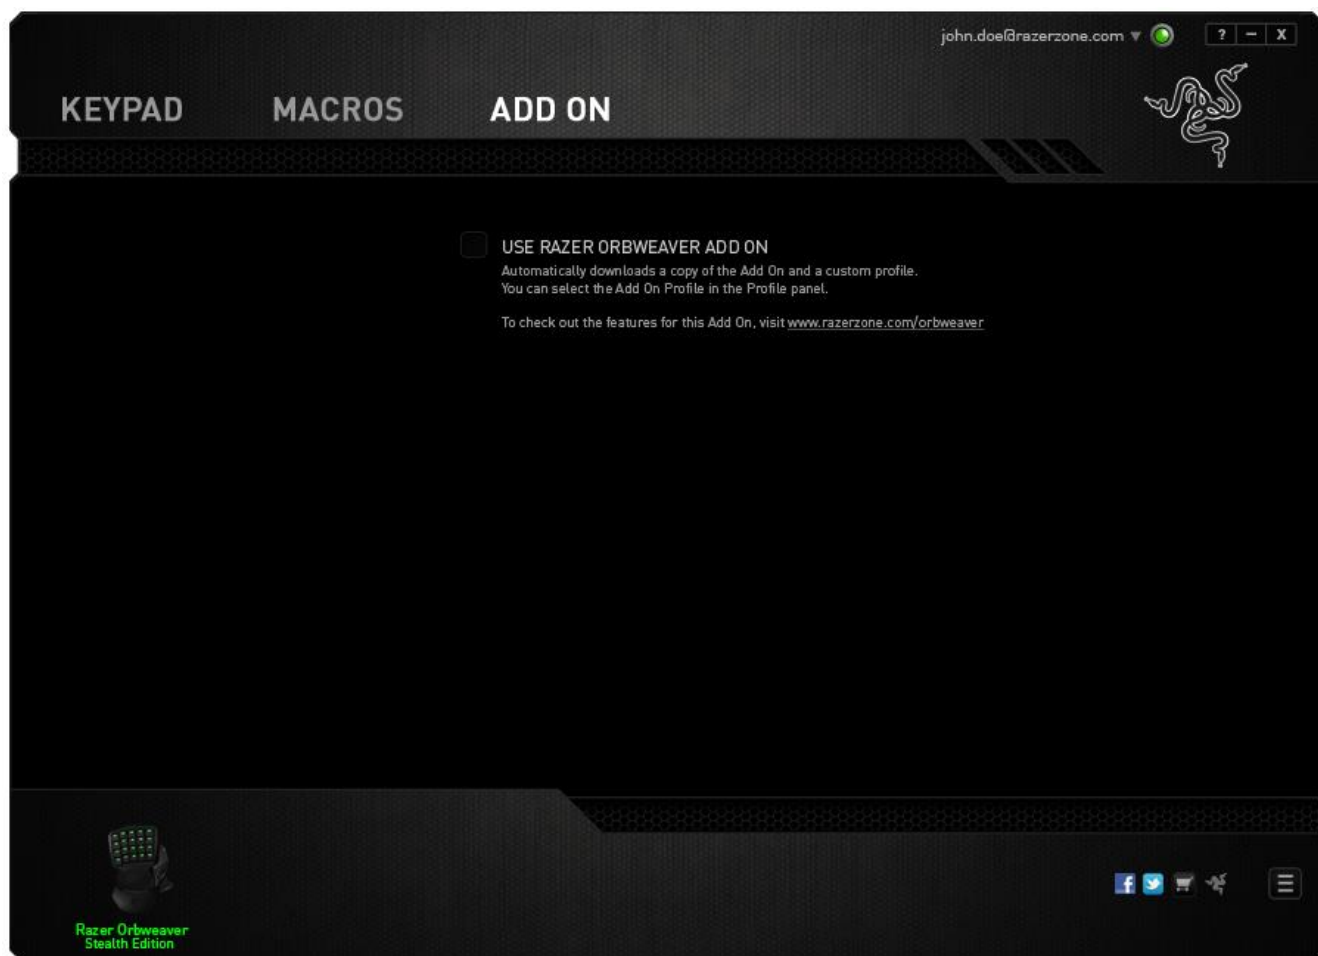 john.doe@razerzone.com
? – X
KEYPAD MACROS ADD ON
USE RAZER ORBWEAVER ADD ON
Automatically downloads a copy of the Add On and a custom profile.
You can select the Add On Profile in the Profile panel.
To check out the features for this Add On, visit www.razerzone.com/orbweaver
f
Razer Orbweaver
Stealth Edition